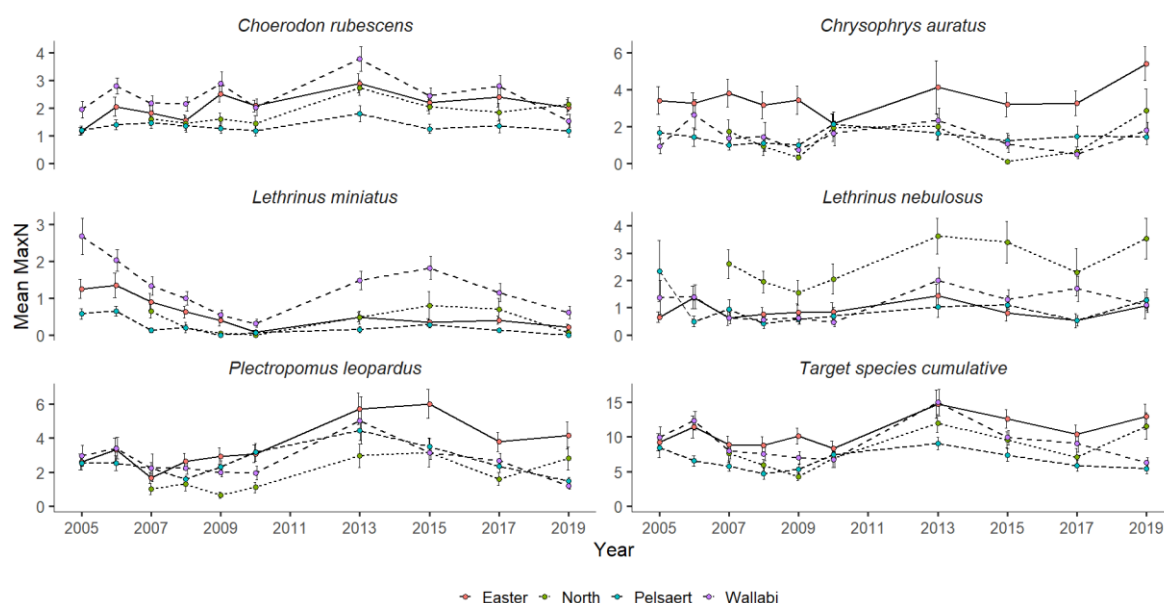 Choerodon rubescens
Chrysophrys auratus
4
3
2
1
0
6
4
2
0
Lethrinus miniatus
Lethrinus nebulosus
Mean MaxN
3
2
1
0
4
3
2
1
0
Plectropomus leopardus
Target species cumulative
6
4
2
0
15
10
5
0
2005 2007 2009 2011 2013 2015 2017 2019
2005 2007 2009 2011 2013 2015 2017 2019
Year
Easter North Pelsaert Wallabi